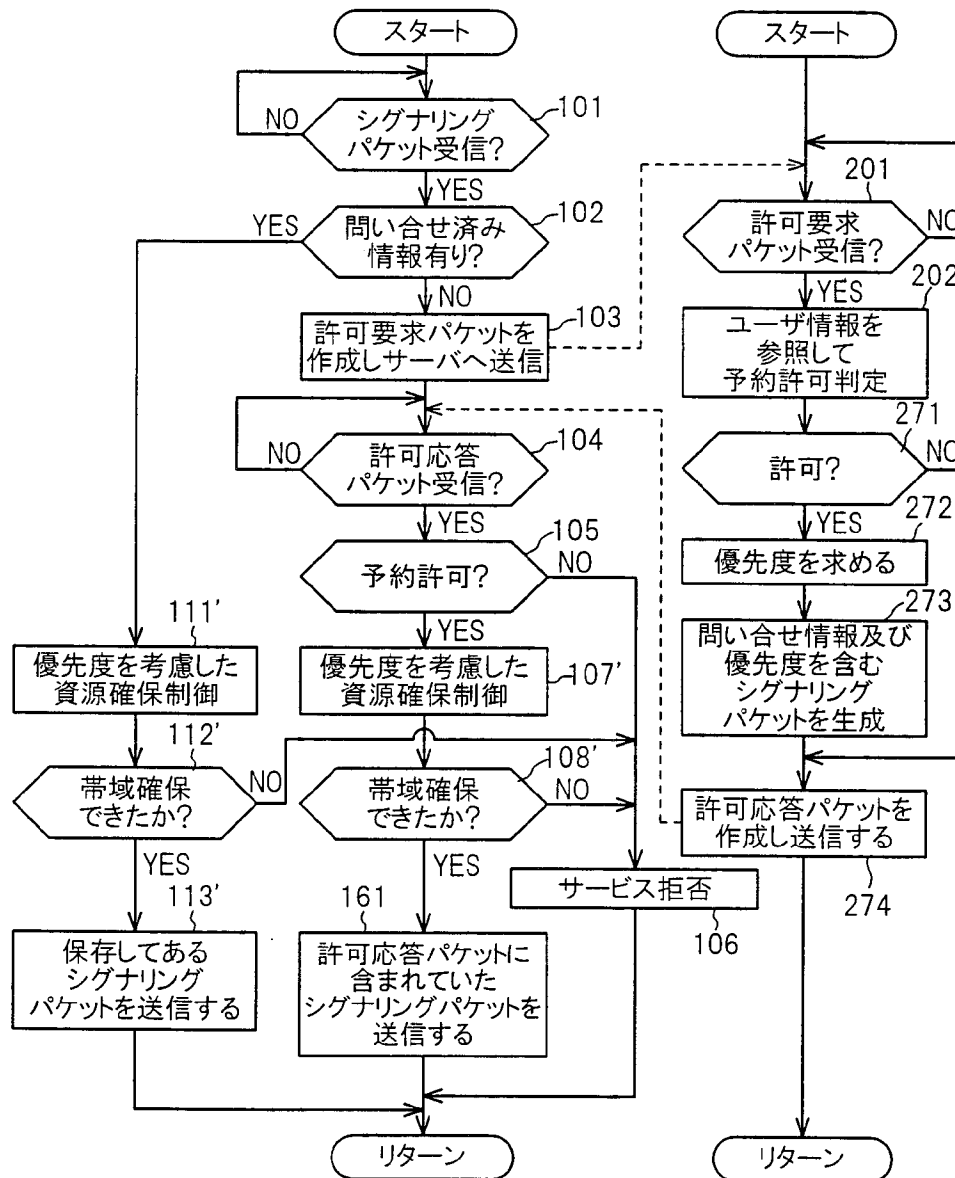 スタート
シグナリング
パケット受信?
101
NO
YES
問い合せ済み
情報有り?
102
YES
NO
許可要求パケットを
作成しサーバへ送信
103
許可応答
パケット受信?
104
NO
YES
予約許可?
105
NO
YES
111'
優先度を考慮した
資源確保制御
優先度を考慮した
資源確保制御
107'
112'
帯域確保
できたか?
NO
YES
108'
帯域確保
できたか?
NO
YES
サービス拒否
106
113'
保存してある
シグナリング
パケットを送信する
161
許可応答パケットに
含まれていた
シグナリングパケットを
送信する
リターン
スタート
201
許可要求
パケット受信?
NO
YES
202
ユーザ情報を
参照して
予約許可判定
271
許可?
NO
YES
272
優先度を求める
273
問い合せ情報及び
優先度を含む
シグナリング
パケットを生成
許可応答パケットを
作成し送信する
274
リターン